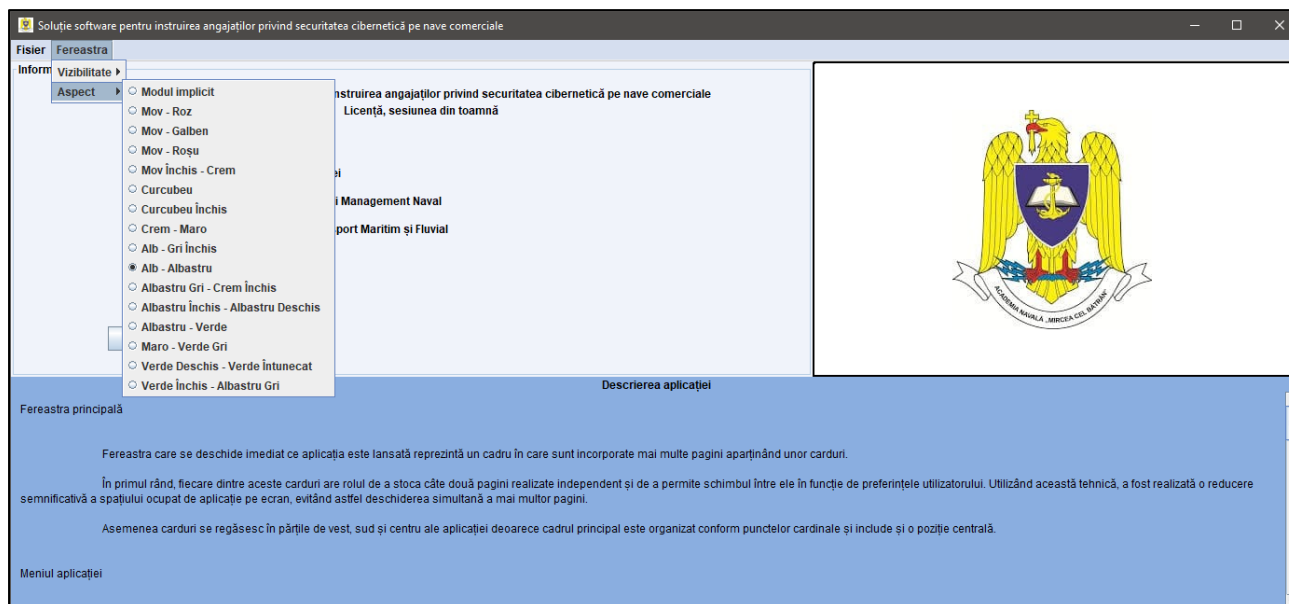 Soluție software pentru instruirea angajaților privind securitatea cibernetică pe nave comerciale
Fisier Fereastra
Inform
Vizibilitate
Aspect
Modul implicit
Mov - Roz
Mov - Galben
Mov - Roșu
Mov Închis - Crem
Curcubeu
Curcubeu Închis
Crem - Maro
Alb - Gri Închis
Alb - Albastru
Albastru Gri - Crem Închis
Albastru Închis - Albastru Deschis
Albastru - Verde
Maro - Verde Gri
Verde Deschis - Verde Întunecat
Verde Închis - Albastru Gri
nstruirea angajaților privind securitatea cibernetică pe nave comerciale
Licență, sesiunea din toamnă
ei
i Management Naval
port Maritim și Fluvial
ACADEMIA NAVALĂ „MIRCEA CEL BĂTRÂN”
Descrierea aplicației
Fereastra principală
Fereastra care se deschide imediat ce aplicația este lansată reprezintă un cadru în care sunt incorporate mai multe pagini aparținând unor carduri.
În primul rând, fiecare dintre aceste carduri are rolul de a stoca câte două pagini realizate independent și de a permite schimbul între ele în funcție de preferințele utilizatorului. Utilizând această tehnică, a fost realizată o reducere
semnificativă a spațiului ocupat de aplicație pe ecran, evitând astfel deschiderea simultană a mai multor pagini.
Asemenea carduri se regăsesc în părțile de vest, sud și centru ale aplicației deoarece cadrul principal este organizat conform punctelor cardinale și include și o poziție centrală.
Meniul aplicației